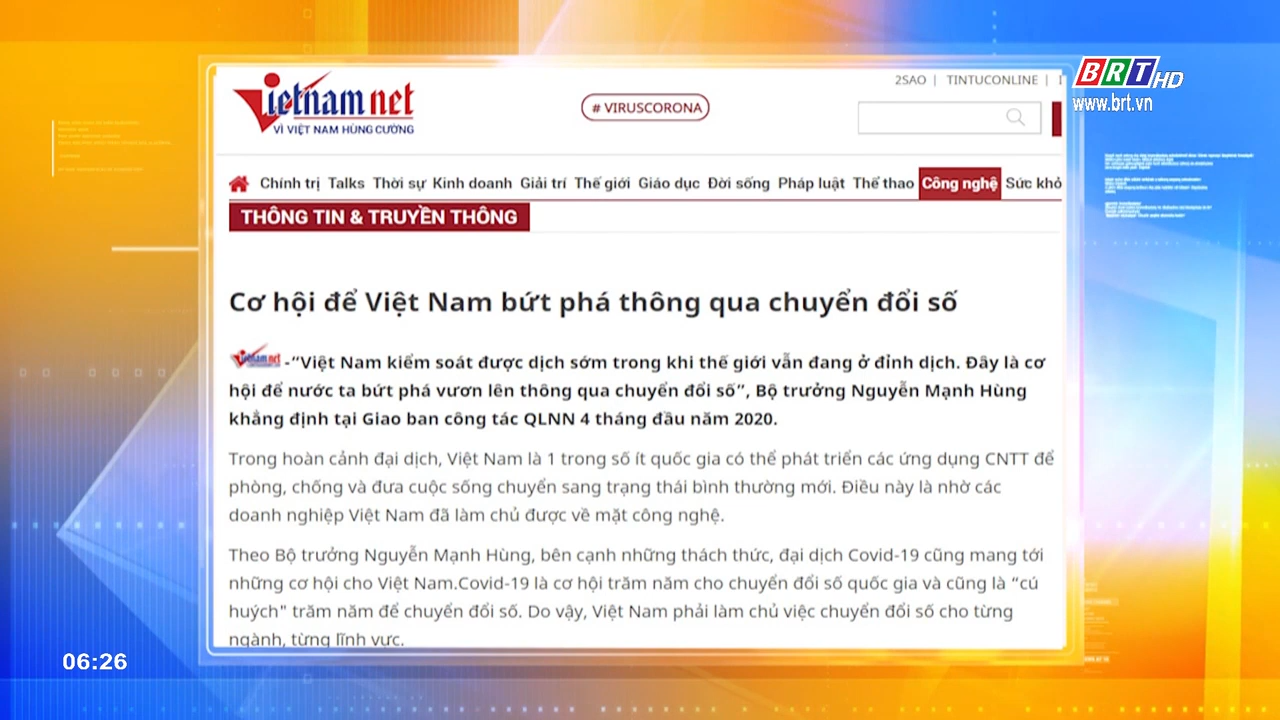 Vietnamnet
VÌ VIỆT NAM HÙNG CƯỜNG
# VIRUSCORONA
2SAO | TINTUCONLINE |
BRT HD
www.brt.vn
Chính trị Talks Thời sự Kinh doanh Giải trí Thế giới Giáo dục Đời sống Pháp luật Thể thao Công nghệ Sức khỏ
THÔNG TIN & TRUYỀN THÔNG
Cơ hội để Việt Nam bứt phá thông qua chuyển đổi số
Vietnamnet -“Việt Nam kiểm soát được dịch sớm trong khi thế giới vẫn đang ở đỉnh dịch. Đây là cơ
hội để nước ta bứt phá vươn lên thông qua chuyển đổi số”, Bộ trưởng Nguyễn Mạnh Hùng
khẳng định tại Giao ban công tác QLNN 4 tháng đầu năm 2020.
Trong hoàn cảnh đại dịch, Việt Nam là 1 trong số ít quốc gia có thể phát triển các ứng dụng CNTT để
phòng, chống và đưa cuộc sống chuyển sang trạng thái bình thường mới. Điều này là nhờ các
doanh nghiệp Việt Nam đã làm chủ được về mặt công nghệ.
Theo Bộ trưởng Nguyễn Mạnh Hùng, bên cạnh những thách thức, đại dịch Covid-19 cũng mang tới
những cơ hội cho Việt Nam.Covid-19 là cơ hội trăm năm cho chuyển đổi số quốc gia và cũng là “cú
huých" trăm năm để chuyển đổi số. Do vậy, Việt Nam phải làm chủ việc chuyển đổi số cho từng
ngành, từng lĩnh vực.
06:26